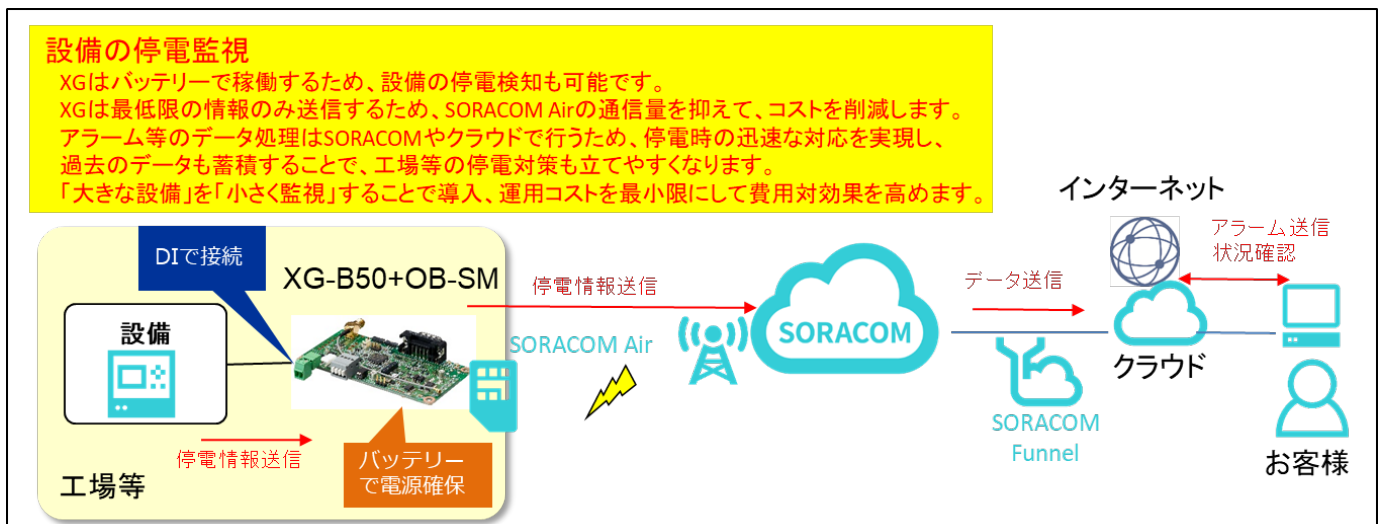 設備の停電監視
XGはバッテリーで稼働するため、設備の停電検知も可能です。
XGは最低限の情報のみ送信するため、SORACOM Airの通信量を抑えて、コストを削減します。
アラーム等のデータ処理はSORACOMやクラウドで行うため、停電時の迅速な対応を実現し、
過去のデータも蓄積することで、工場等の停電対策も立てやすくなります。
「大きな設備」を「小さく監視」することで導入、運用コストを最小限にして費用対効果を高めます。
インターネット
アラーム送信
状況確認
DIで接続
XG-B50+OB-SM
停電情報送信
データ送信
設備
SORACOM Air
SORACOM
クラウド
SORACOM
Funnel
停電情報送信
バッテリー
で電源確保
工場等
お客様